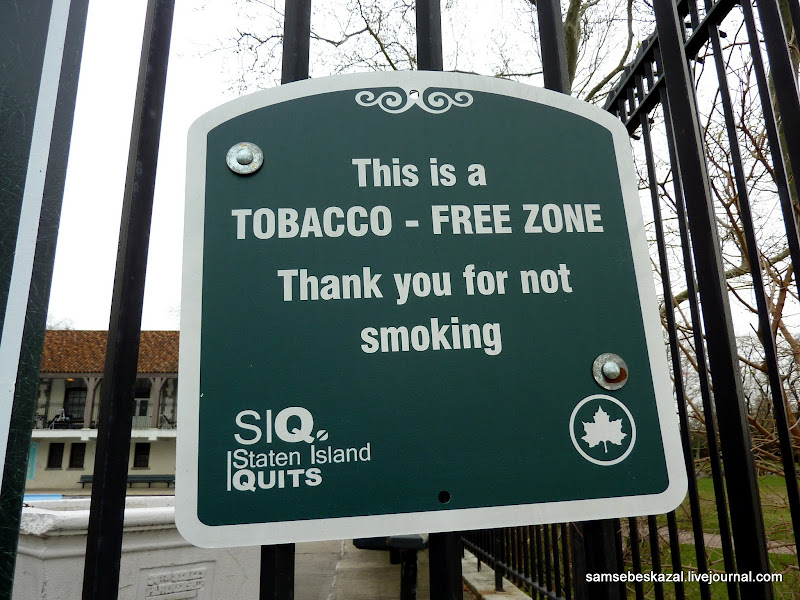 This is a
TOBACCO - FREE ZONE
Thank you for not
smoking
SIQ.
Staten Island
QUITS
samsebeskazal.livejournal.com